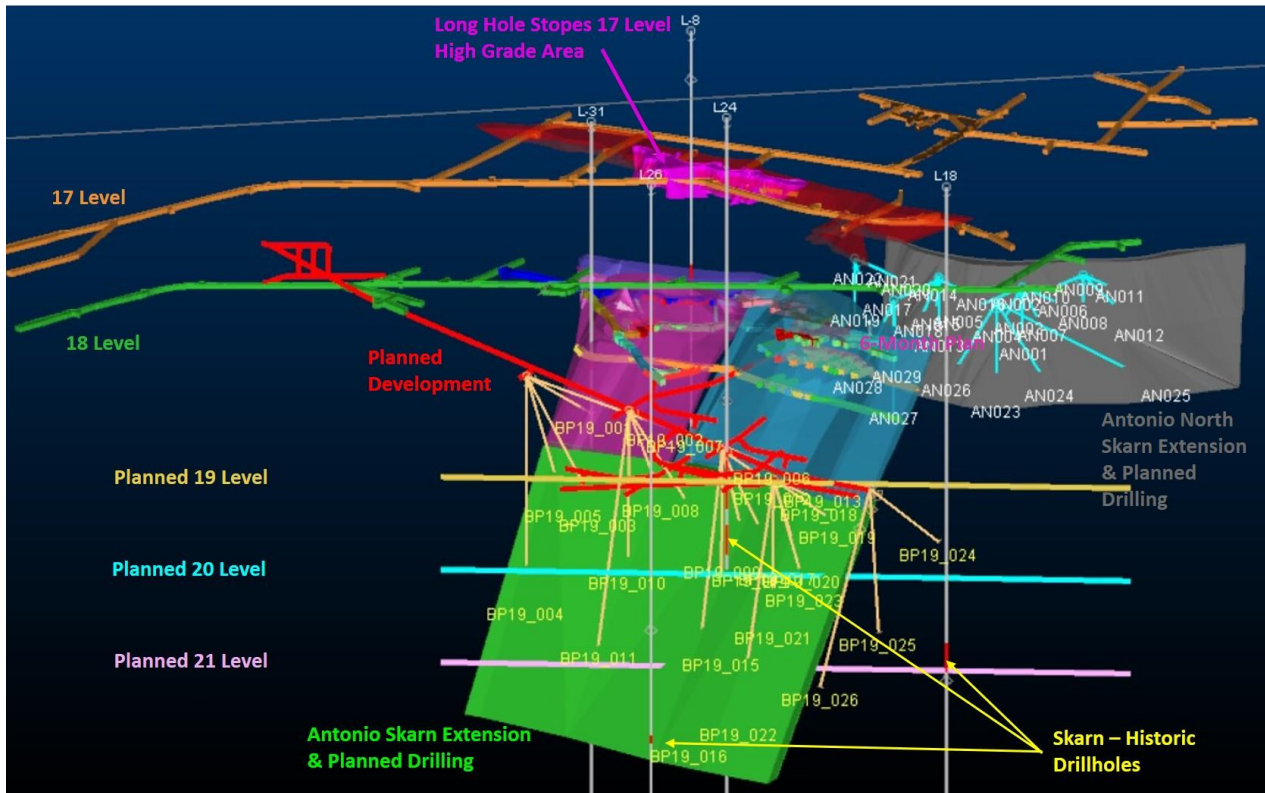 Long Hole Stopes 17 Level
High Grade Area
L-8
L-31
L24
L26
L18
17 Level
18 Level
AN022
AN021
AN014
AN017
AN019
AN005
AN010
AN009
AN011
AN006
AN008
AN007
AN004
AN012
AN001
6-Month Plan
AN029
AN028
AN026
AN027
AN023
AN024
AN025
Planned
Development
Antonio North
Skarn Extension
& Planned
Drilling
BP19_007
Planned 19 Level
BP19_006
BP19_013
BP19_005
BP19_003
BP19_008
BP19_018
BP19_019
BP19_024
Planned 20 Level
BP19_010
BP19_020
BP19_023
BP19_004
BP19_021
BP19_025
Planned 21 Level
BP19_011
BP19_015
BP19_026
Antonio Skarn Extension
& Planned Drilling
BP19_022
BP19_016
Skarn – Historic
Drillholes